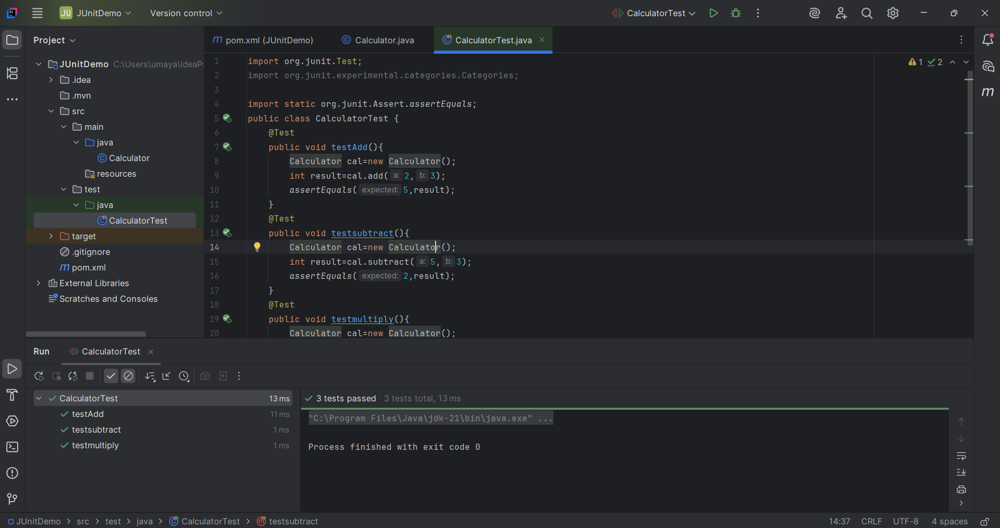 JU JUnitDemo Version control CalculatorTest
Project
JUnitDemo C:\Users\umaya\IdeaPr
.idea
.mvn
src
main
java
Calculator
resources
test
java
CalculatorTest
target
.gitignore
pom.xml
External Libraries
Scratches and Consoles
pom.xml (JUnitDemo) Calculator.java CalculatorTest.java
1 2
1 import org.junit.Test;
2 import org.junit.experimental.categories.Categories;
3
4 import static org.junit.Assert.assertEquals;
5 public class CalculatorTest {
6 @Test
7 public void testAdd(){
8 Calculator cal=new Calculator();
9 int result=cal.add( a: 2, b: 3);
10 assertEquals( expected: 5,result);
11 }
12 @Test
13 public void testsubtract(){
14 Calculator cal=new Calculator();
15 int result=cal.subtract( a: 5, b: 3);
16 assertEquals( expected: 2,result);
17 }
18 @Test
19 public void testmultiply(){
20 Calculator cal=new Calculator();
Run CalculatorTest
CalculatorTest 13 ms
testAdd 11 ms
testsubtract 1 ms
testmultiply 1 ms
3 tests passed 3 tests total, 13 ms
"C:\Program Files\Java\jdk-21\bin\java.exe" ...
Process finished with exit code 0
JUnitDemo > src > test > java > CalculatorTest > testsubtract
14:37 CRLF UTF-8 4 spaces